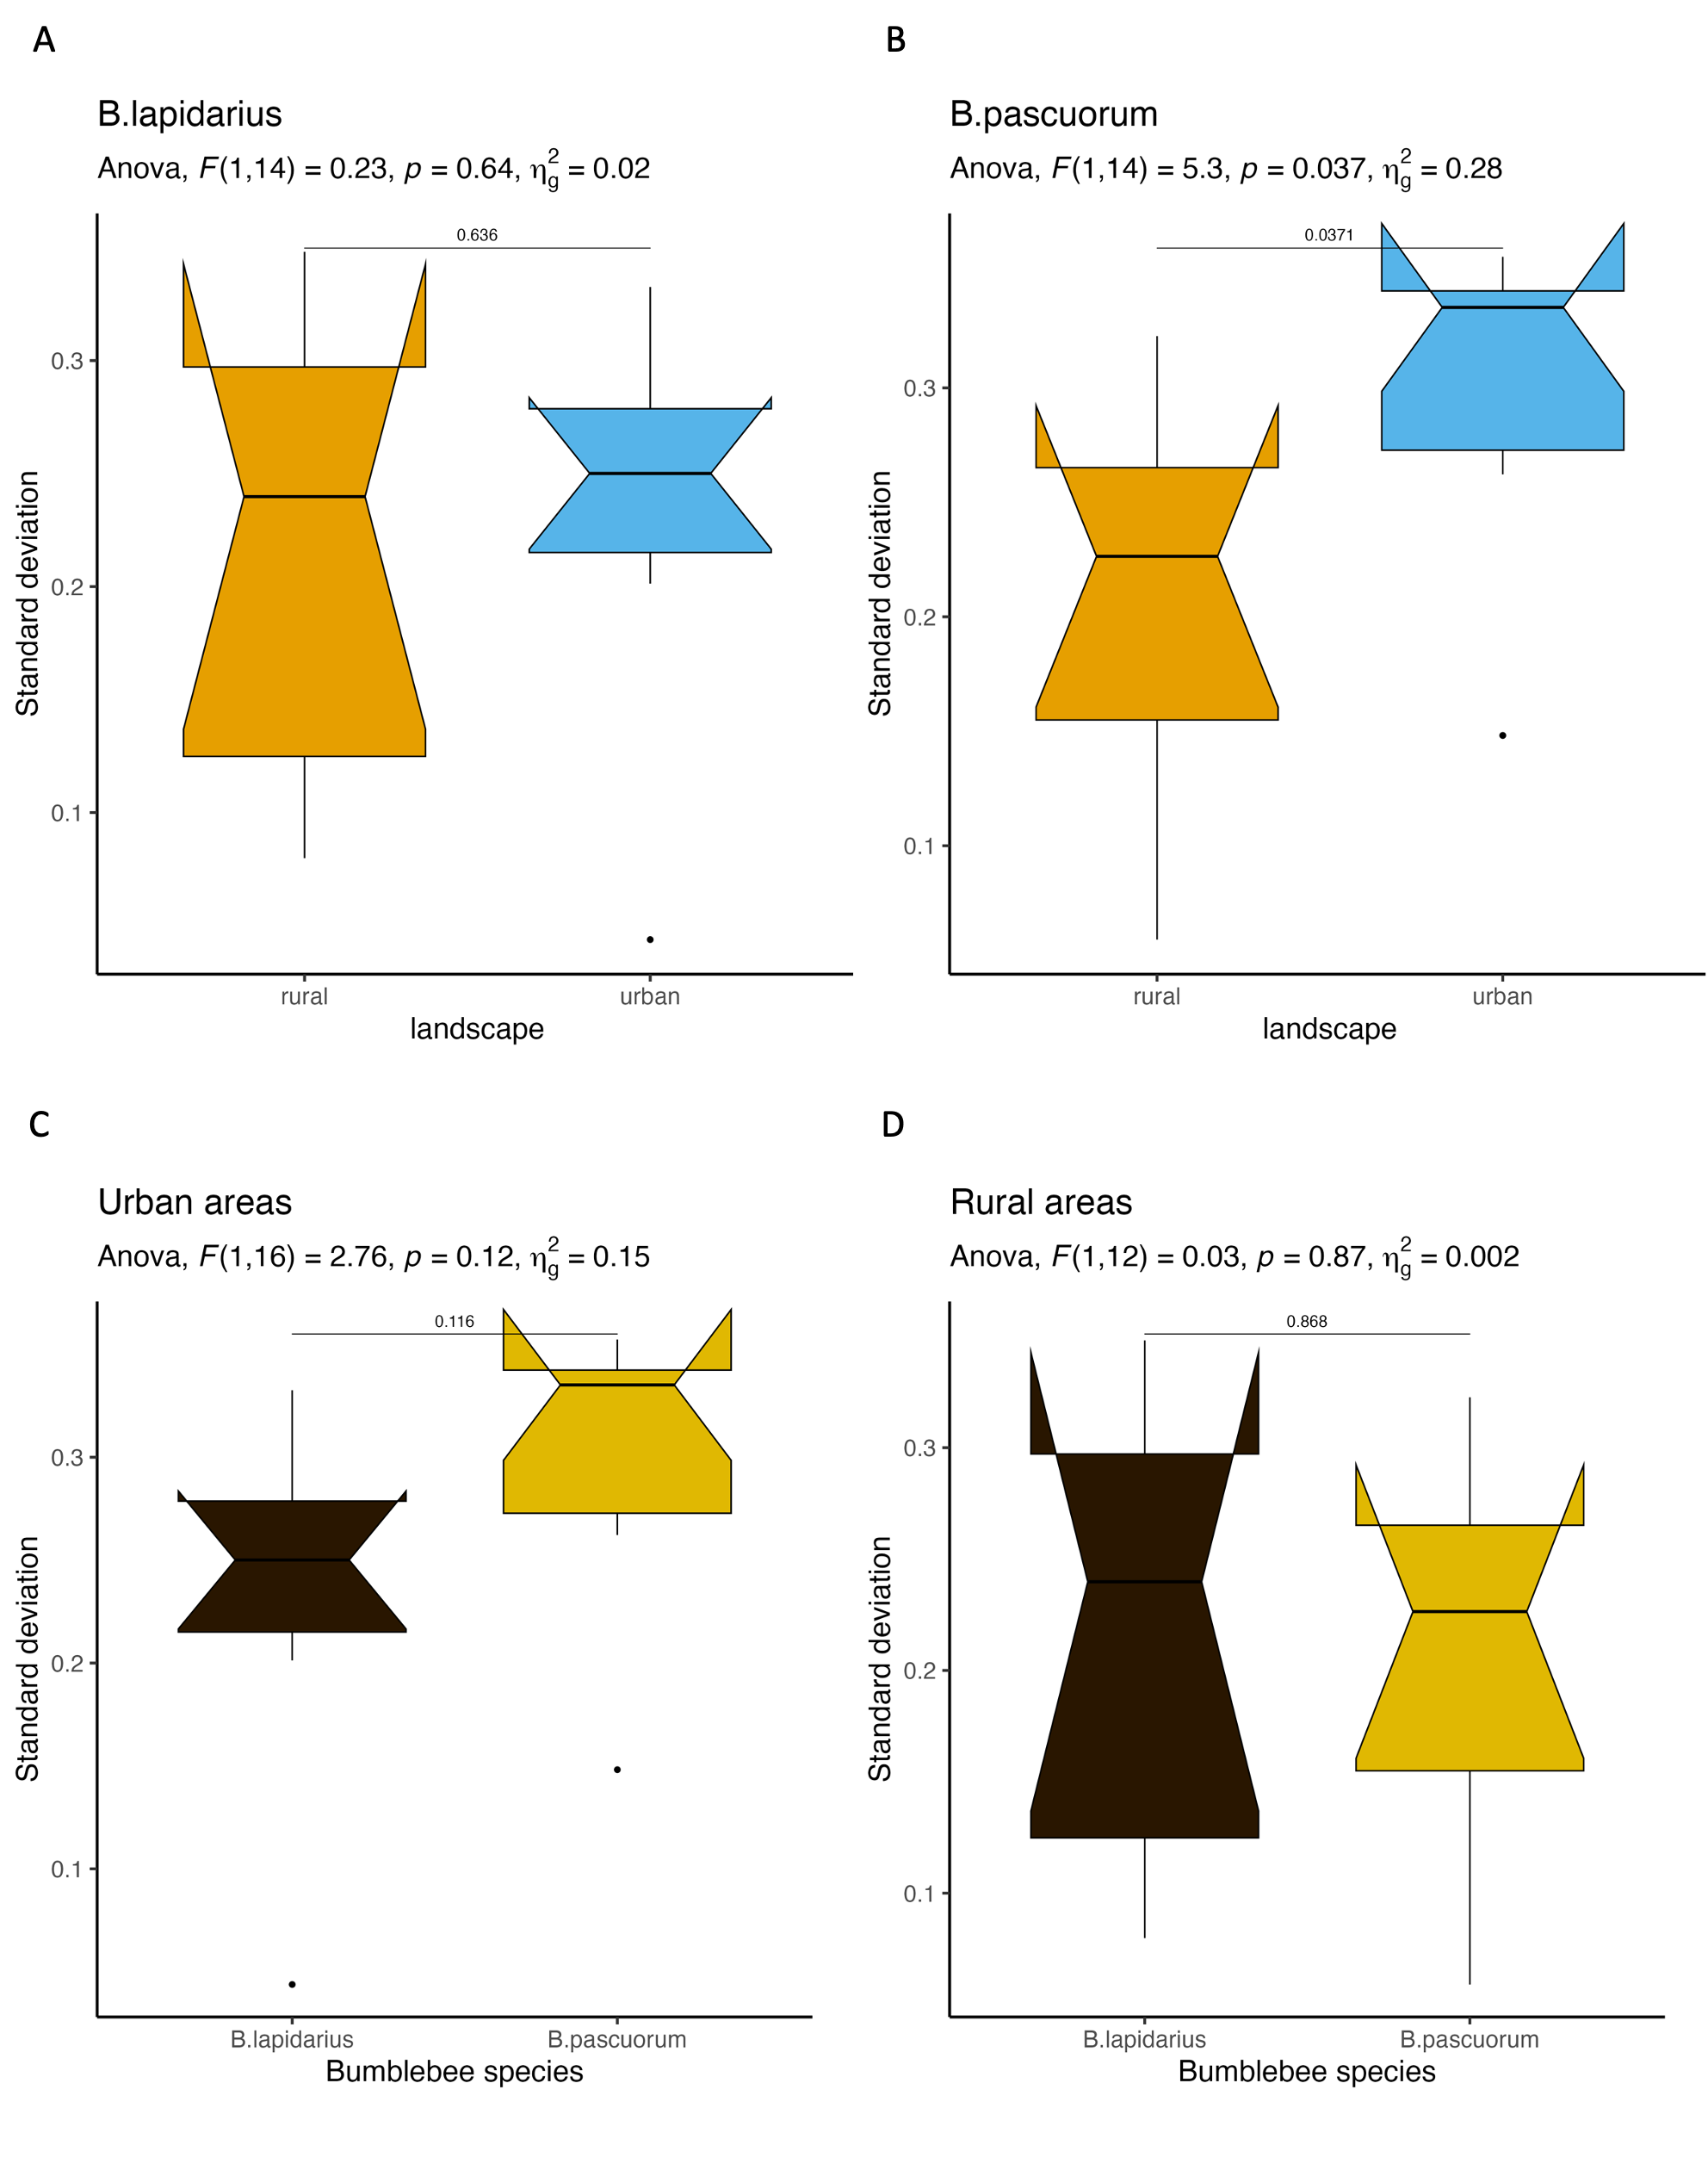 A
B.lapidarius
Anova, F(1,14) = 0.23, p = 0.64, η²g = 0.02
0.636
Standard deviation
0.3
0.2
0.1
rural urban
landscape
B
B.pascuorum
Anova, F(1,14) = 5.3, p = 0.037, η²g = 0.28
0.0371
Standard deviation
0.3
0.2
0.1
rural urban
landscape
C
Urban areas
Anova, F(1,16) = 2.76, p = 0.12, η²g = 0.15
0.116
Standard deviation
0.3
0.2
0.1
B.lapidarius B.pascuorum
Bumblebee species
D
Rural areas
Anova, F(1,12) = 0.03, p = 0.87, η²g = 0.002
0.868
Standard deviation
0.3
0.2
0.1
B.lapidarius B.pascuorum
Bumblebee species